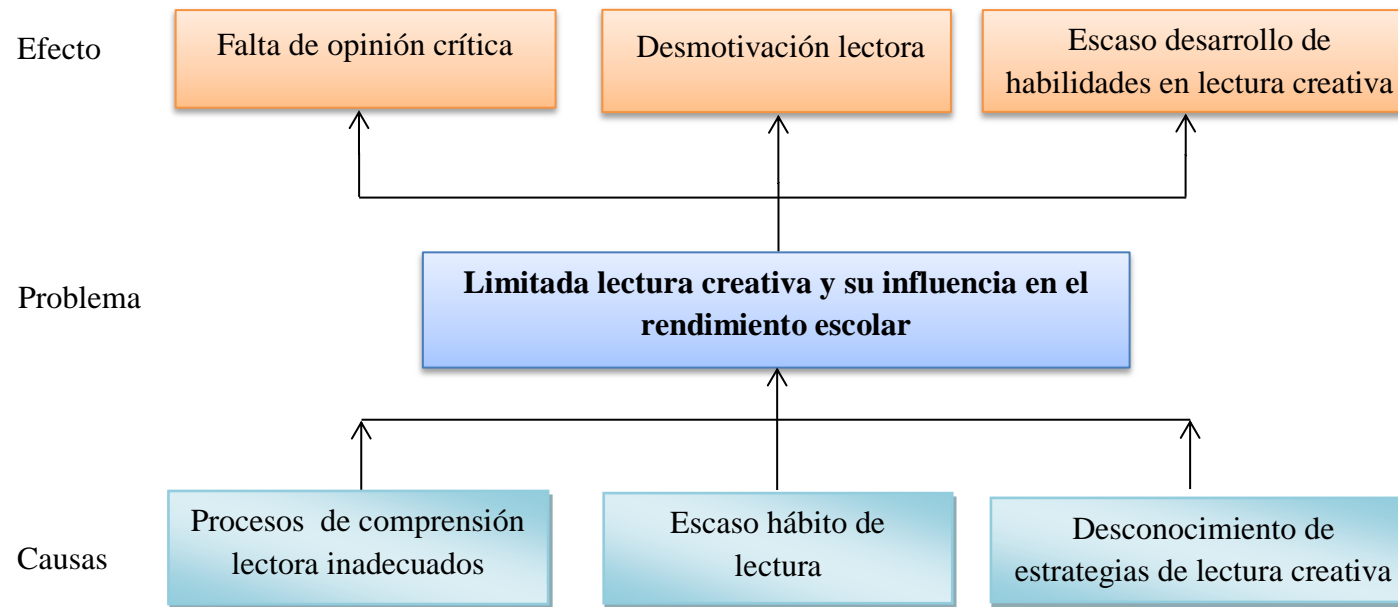 Efecto
Falta de opinión crítica
Desmotivación lectora
Escaso desarrollo de
habilidades en lectura creativa
Problema
Limitada lectura creativa y su influencia en el
rendimiento escolar
Causas
Procesos  de comprensión
lectora inadecuados
Escaso hábito de
lectura
Desconocimiento de
estrategias de lectura creativa